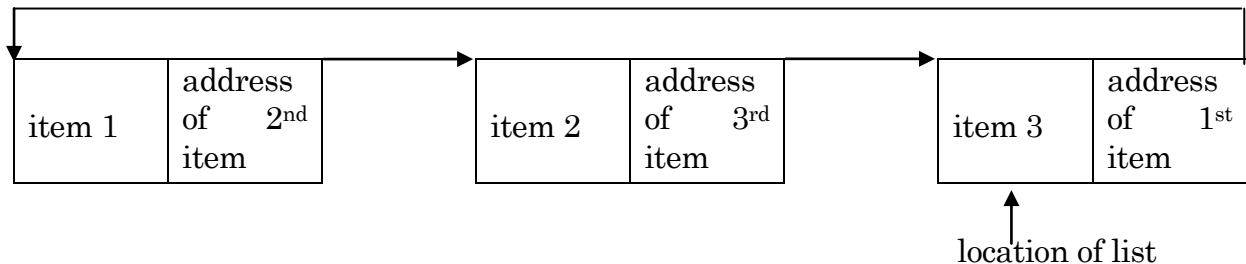 item 1
address
of 2nd
item
item 2
address
of 3rd
item
item 3
address
of 1st
item
location of list